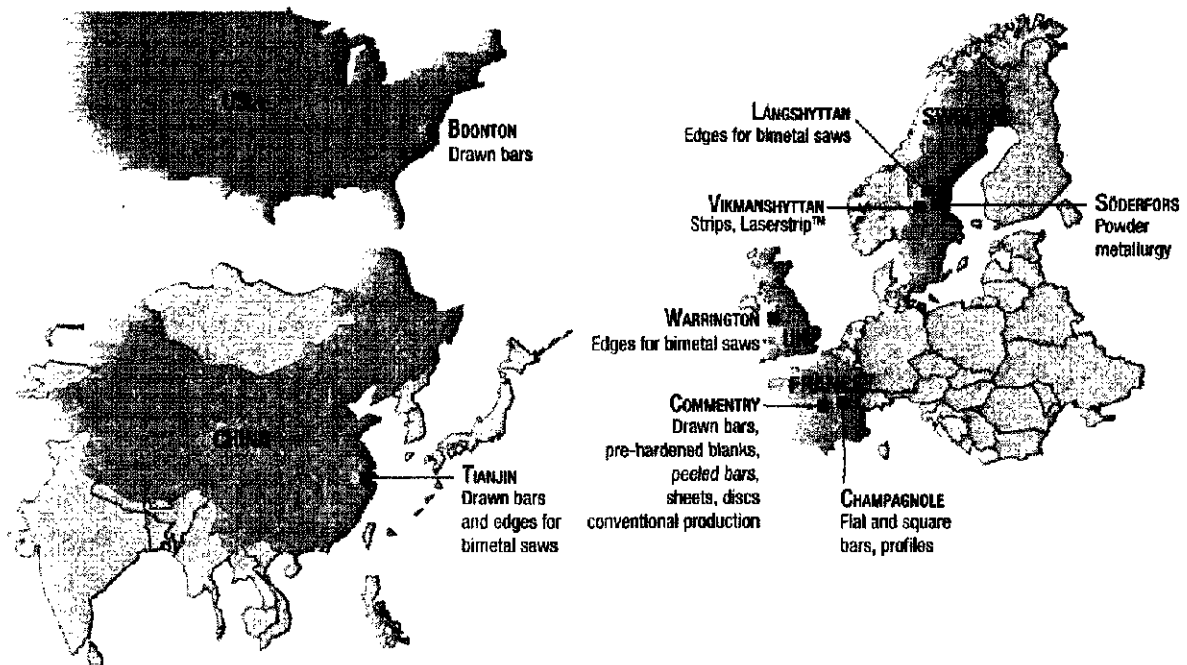 USA
BOONTON
Drawn bars
CHINA
TIANJIN
Drawn bars
and edges for
bimetal saws
LÅNGSHYTTAN
Edges for bimetal saws
SWEDEN
VIKMANSHYTTAN
Strips, Laserstrip™
SÖDERFORS
Powder
metallurgy
WARRINGTON
Edges for bimetal saws
UK
FRANCE
COMMENTRY
Drawn bars,
pre-hardened blanks,
peeled bars,
sheets, discs
conventional production
CHAMPAGNOLE
Flat and square
bars, profiles